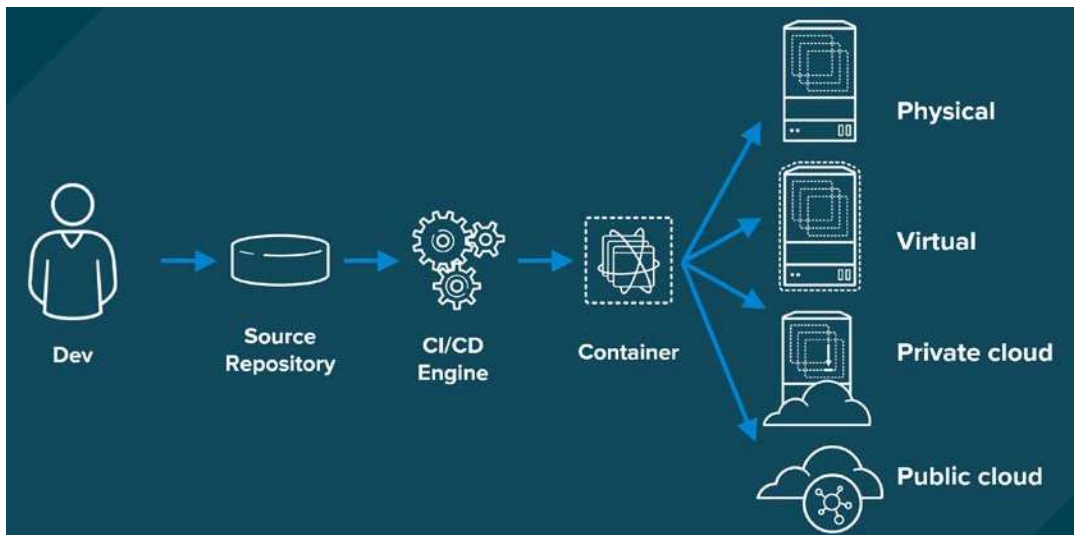 Dev
Source
Repository
CI/CD
Engine
Container
Physical
Virtual
Private cloud
Public cloud